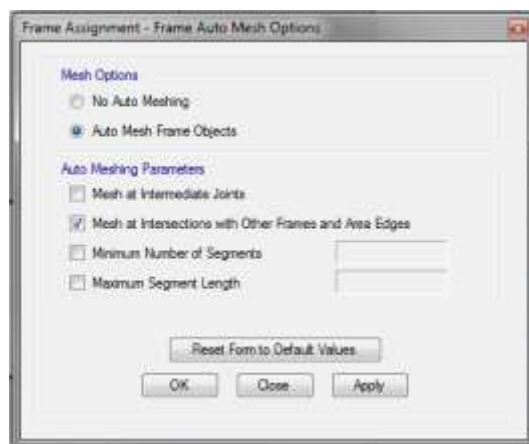 Frame Assignment - Frame Auto Mesh Options
Mesh Options
No Auto Meshing
Auto Mesh Frame Objects
Auto Meshing Parameters
Mesh at Intermediate Joints
Mesh at Intersections with Other Frames and Area Edges
Minimum Number of Segments
Maximum Segment Length
Reset Form to Default Values
OK Close Apply